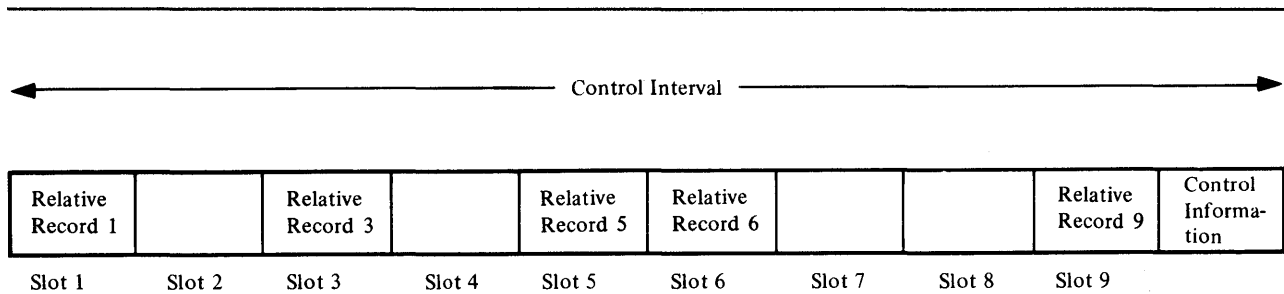 Control Interval
Relative
Record 1
Relative
Record 3
Relative
Record 5
Relative
Record 6
Relative
Record 9
Control
Informa-
tion
Slot 1 Slot 2 Slot 3 Slot 4 Slot 5 Slot 6 Slot 7 Slot 8 Slot 9